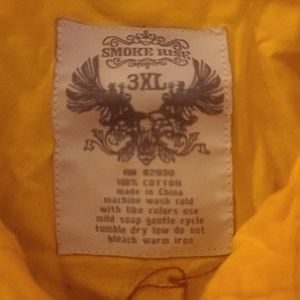 SMOKE RISE
3XL
RN 82930
100% COTTON
made in China
machine wash cold
with like colors use
mild soap gentle cycle
tumble dry low do not
bleach warm iron